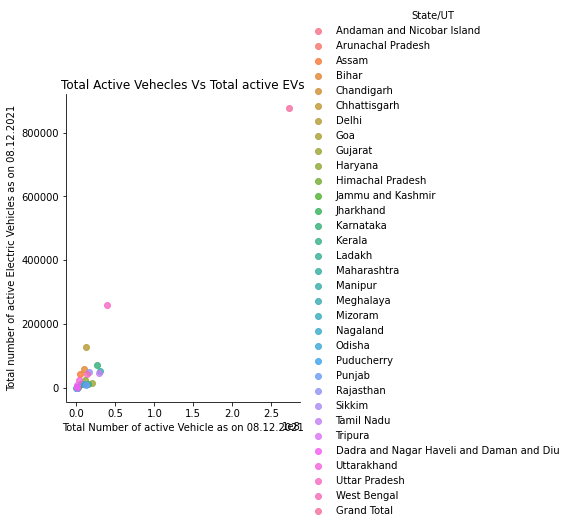 State/UT
Andaman and Nicobar Island
Arunachal Pradesh
Assam
Bihar
Chandigarh
Chhattisgarh
Delhi
Goa
Gujarat
Haryana
Himachal Pradesh
Jammu and Kashmir
Jharkhand
Karnataka
Kerala
Ladakh
Maharashtra
Manipur
Meghalaya
Mizoram
Nagaland
Odisha
Puducherry
Punjab
Rajasthan
Sikkim
Tamil Nadu
Tripura
Dadra and Nagar Haveli and Daman and Diu
Uttarakhand
Uttar Pradesh
West Bengal
Grand Total
Total Active Vehecles Vs Total active EVs
Total number of active Electric Vehicles as on 08.12.2021
800000
600000
400000
200000
0
0.0 0.5 1.0 1.5 2.0 2.5
1e8
Total Number of active Vehicle as on 08.12.2021